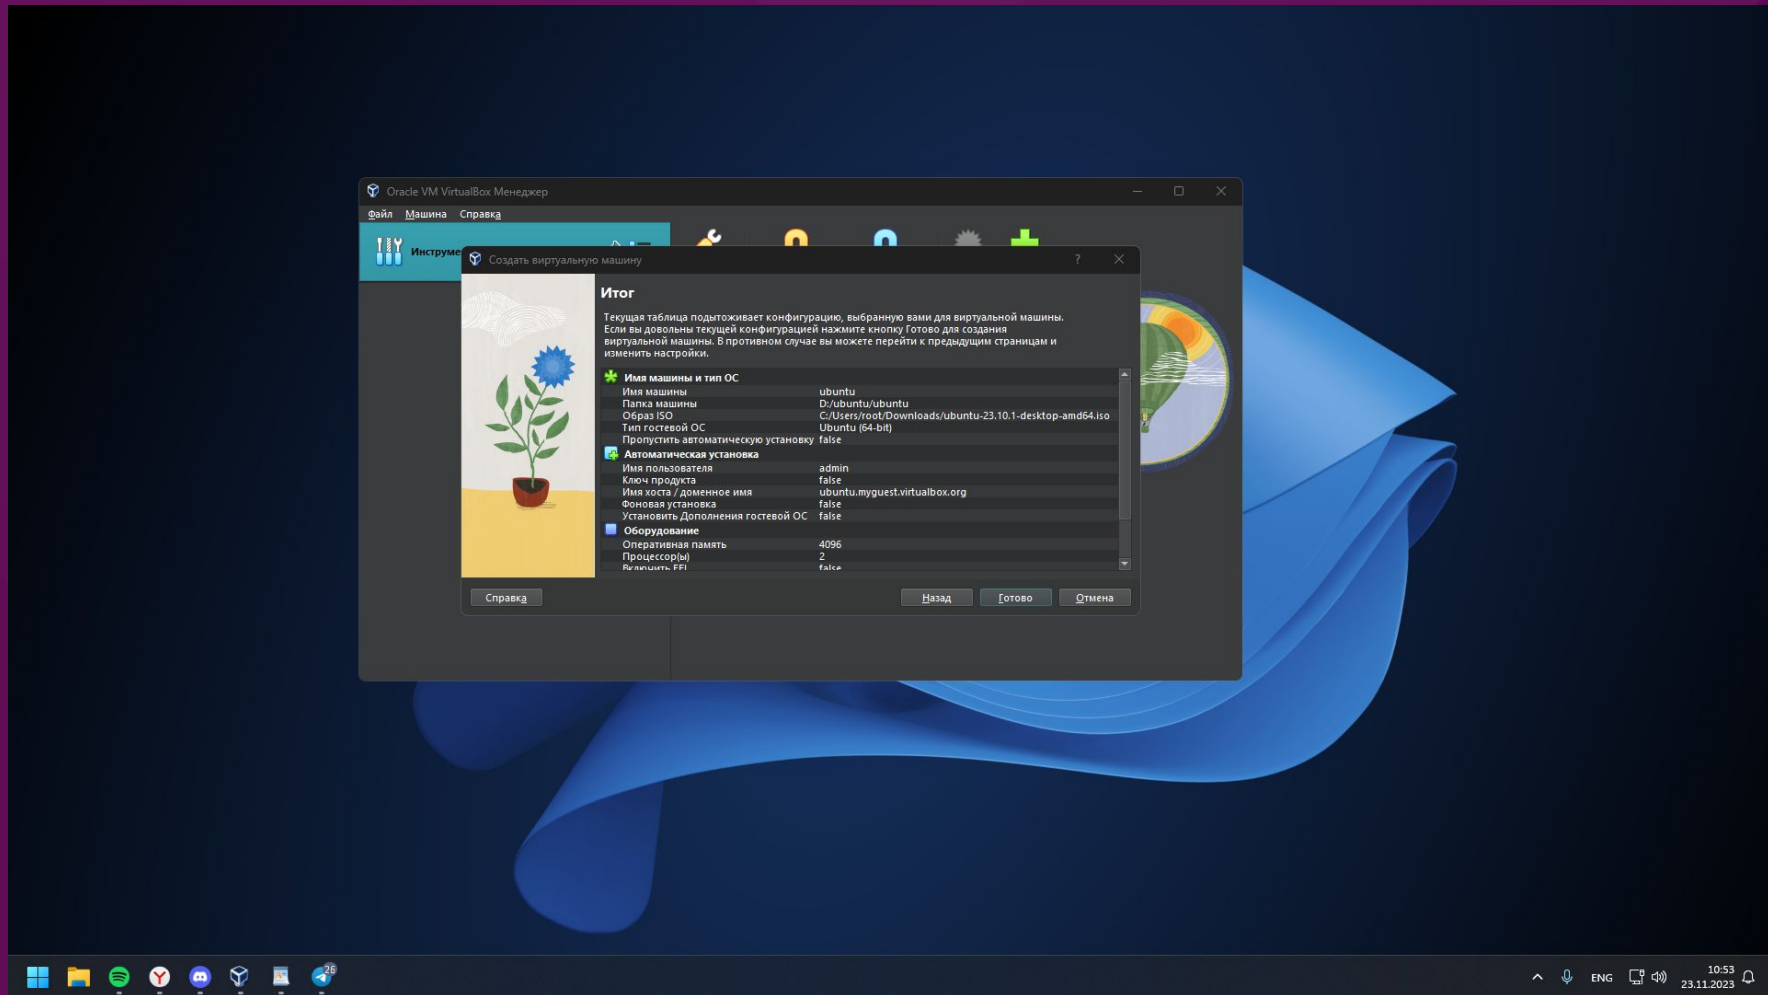 Oracle VM VirtualBox Менеджер
Файл Машина Справка
Создать виртуальную машину ?
Итог
Текущая таблица подытоживает конфигурацию, выбранную вами для виртуальной машины.
Если вы довольны текущей конфигурацией нажмите кнопку Готово для создания
виртуальной машины. В противном случае вы можете перейти к предыдущим страницам и
изменить настройки.
Имя машины и тип ОС
Имя машины ubuntu
Папка машины D:/ubuntu/ubuntu
Образ ISO C:/Users/root/Downloads/ubuntu-23.10.1-desktop-amd64.iso
Тип гостевой ОС Ubuntu (64-bit)
Пропустить автоматическую установку false
Автоматическая установка
Имя пользователя admin
Ключ продукта false
Имя хоста / доменное имя ubuntu.myguest.virtualbox.org
Фоновая установка false
Установить Дополнения гостевой ОС false
Оборудование
Оперативная память 4096
Процессор(ы) 2
Включить EFI false
Справка Назад Готово Отмена
26
ENG
10:53
23.11.2023